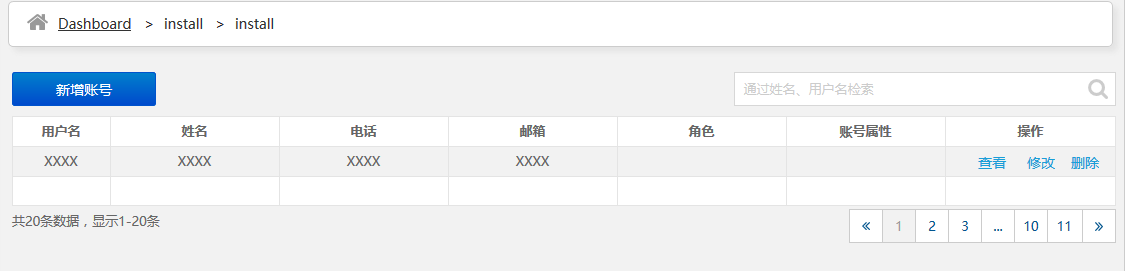 Dashboard > install > install
新增账号
通过姓名、用户名检索
用户名 姓名 电话 邮箱 角色 账号属性 操作
XXXX XXXX XXXX XXXX 查看 修改 删除
共20条数据，显示1-20条
« 1 2 3 ... 10 11 »